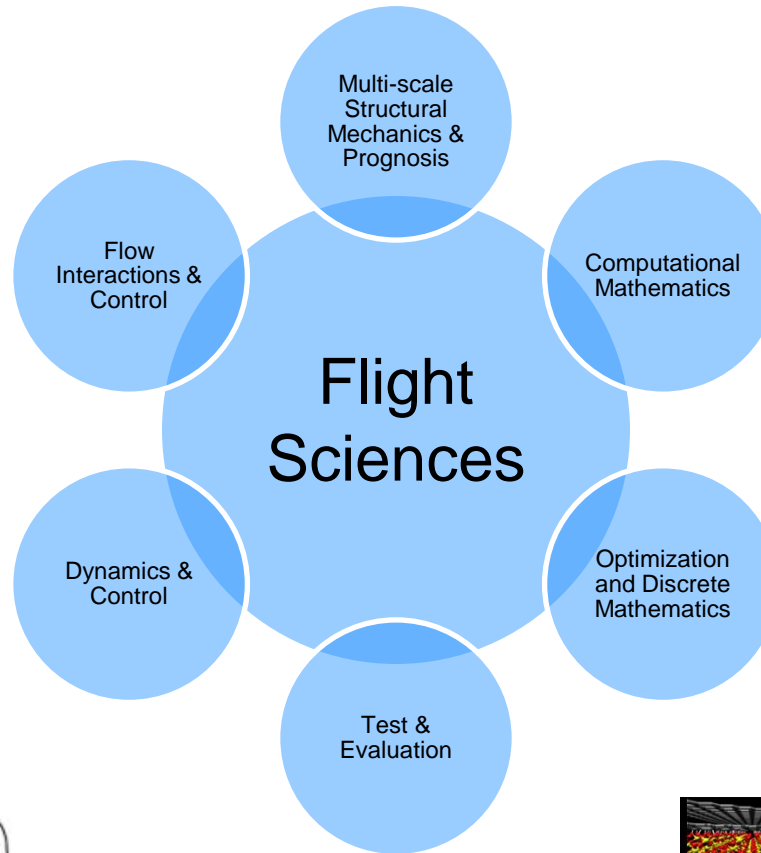 Multi-scale
Structural
Mechanics &
Prognosis
Flow
Interactions &
Control
Computational
Mathematics
Flight
Sciences
Dynamics &
Control
Optimization
and Discrete
Mathematics
Test &
Evaluation